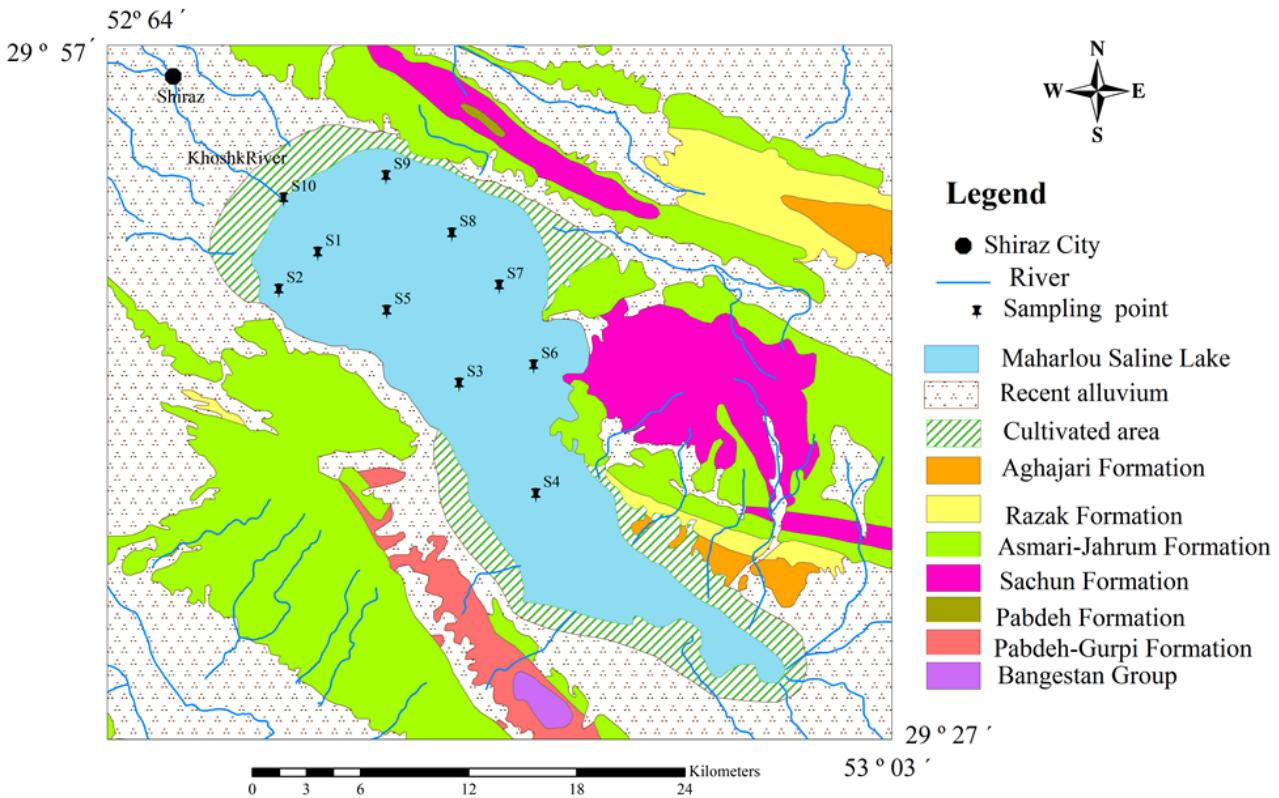 52º 64´
29 º 57´
Shiraz
KhoshkRiver
S9
S10
S8
S1
S7
S2
S5
S6
S3
S4
N
W E
S
Legend
Shiraz City
River
Sampling point
Maharlou Saline Lake
Recent alluvium
Cultivated area
Aghajari Formation
Razak Formation
Asmari-Jahrum Formation
Sachun Formation
Pabdeh Formation
Pabdeh-Gurpi Formation
Bangestan Group
29 º 27 ´
53 º 03 ´
Kilometers
0 3 6 12 18 24